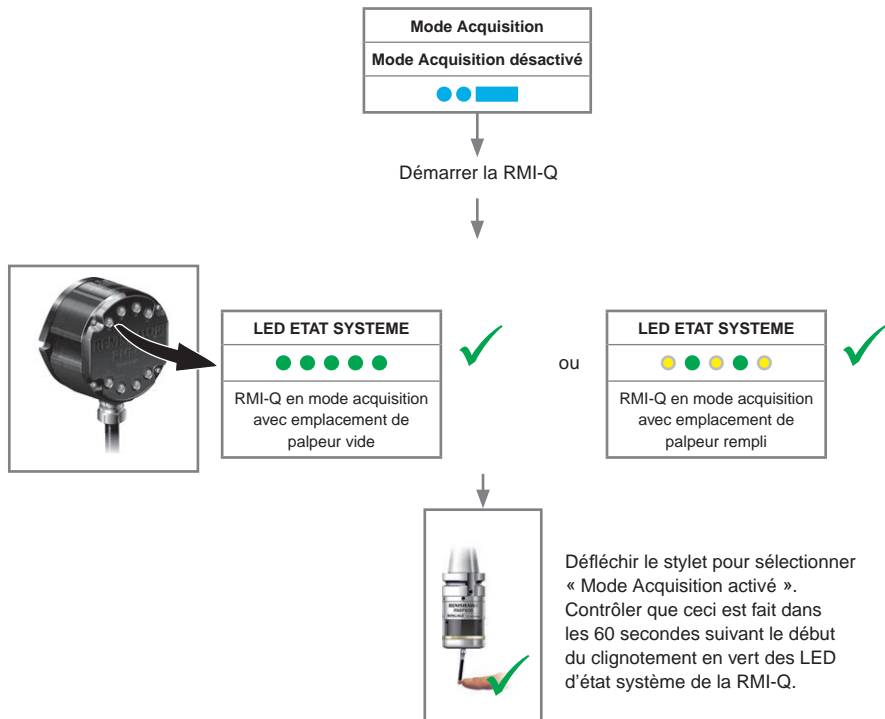 Mode Acquisition
Mode Acquisition désactivé
Démarrer la RMI-Q
LED ETAT SYSTEME
RMI-Q en mode acquisition
avec emplacement de
palpeur vide
ou
LED ETAT SYSTEME
RMI-Q en mode acquisition
avec emplacement de
palpeur rempli
RENISHAW
Défléchir le stylet pour sélectionner
« Mode Acquisition activé ».
Contrôler que ceci est fait dans
les 60 secondes suivant le début
du clignotement en vert des LED
d'état système de la RMI-Q.